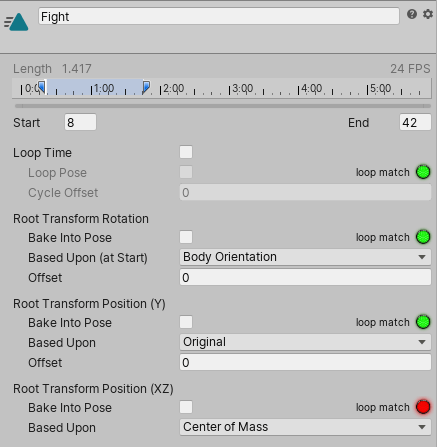 Fight
Length 1.417 24 FPS
0:00 1:00 2:00 3:00 4:00 5:00
Start 8 End 42
Loop Time
Loop Pose loop match
Cycle Offset 0
Root Transform Rotation
Bake Into Pose loop match
Based Upon (at Start) Body Orientation
Offset 0
Root Transform Position (Y)
Bake Into Pose loop match
Based Upon Original
Offset 0
Root Transform Position (XZ)
Bake Into Pose loop match
Based Upon Center of Mass